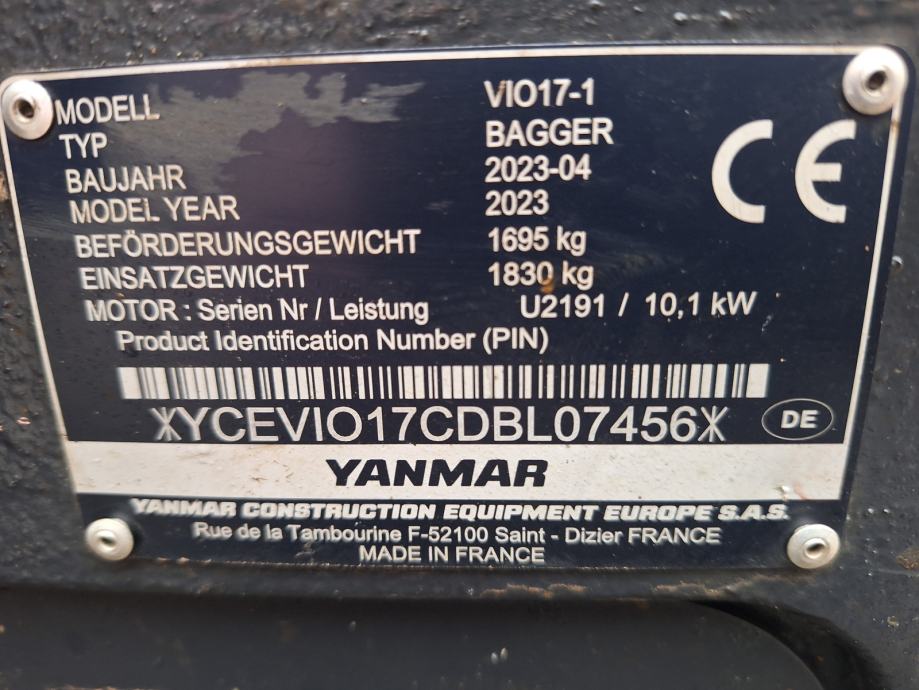 MODELL VIO17-1
TYP BAGGER
BAUJAHR 2023-04
MODEL YEAR 2023
BEFÖRDERUNGSGEWICHT 1695 kg
EINSATZGEWICHT 1830 kg
MOTOR : Serien Nr / Leistung U2191 / 10,1 kW
CE
Product Identification Number (PIN)
*YCEVIO17CDBL07456*
DE
YANMAR
YANMAR CONSTRUCTION EQUIPMENT EUROPE S.A.S.
Rue de la Tambourine F-52100 Saint - Dizier FRANCE
MADE IN FRANCE